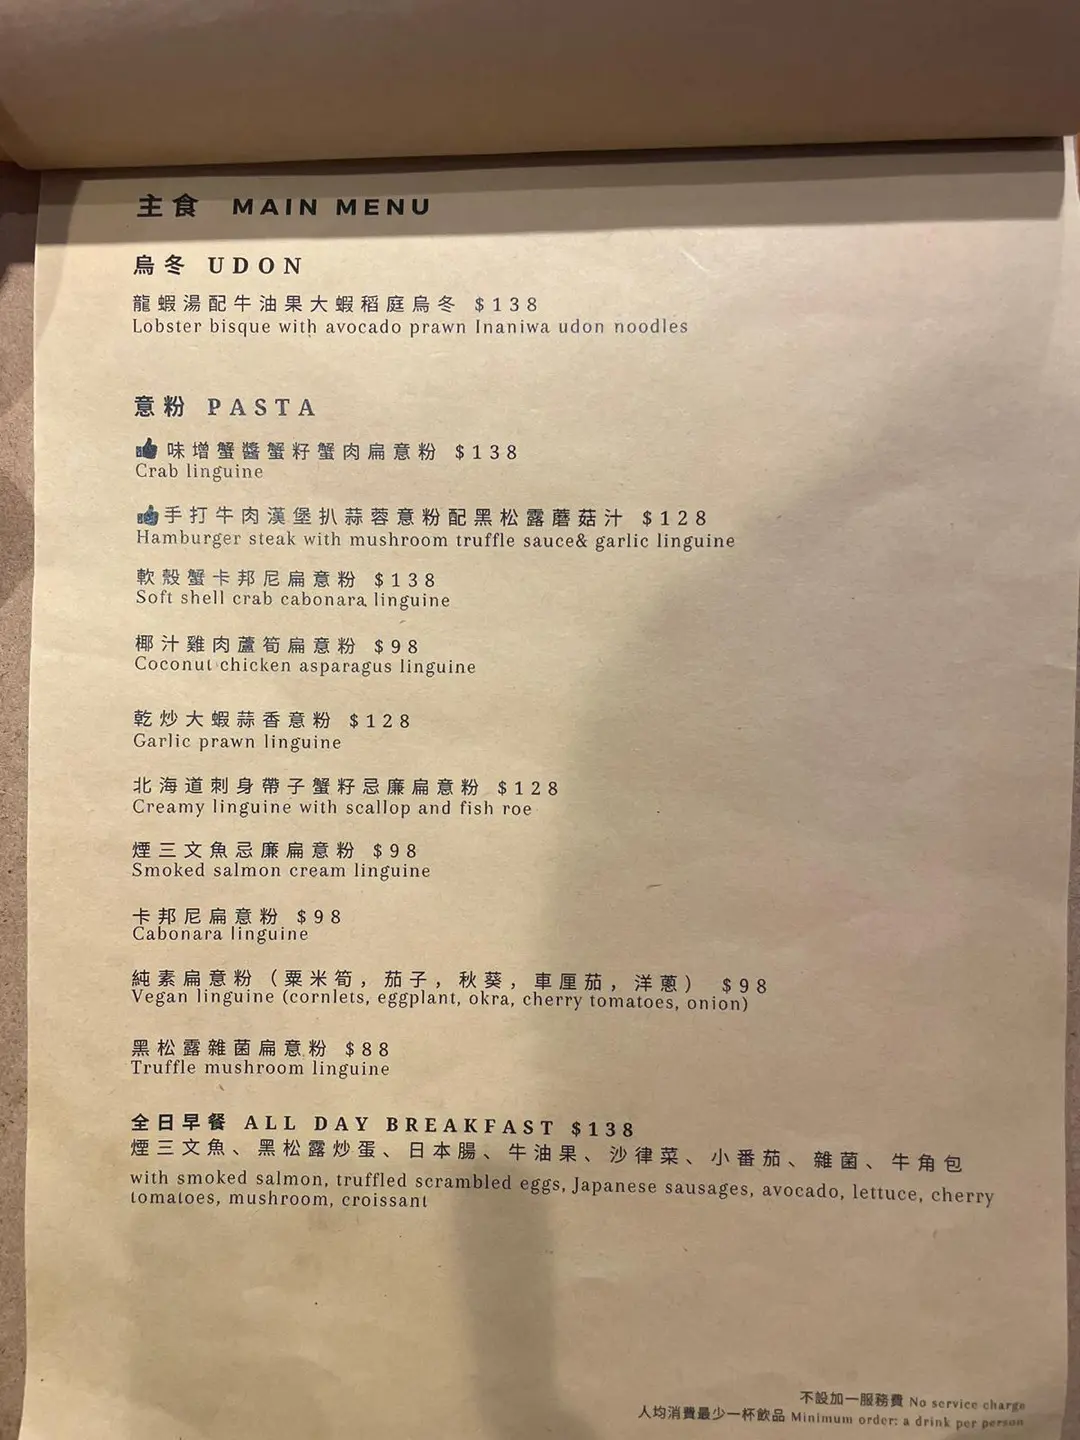 主食 MAIN MENU
烏冬 UDON
龍蝦湯配牛油果大蝦稻庭烏冬 $138
Lobster bisque with avocado prawn Inaniwa udon noodles
意粉 PASTA
味增蟹醬蟹籽蟹肉扁意粉 $138
Crab linguine
手打牛肉漢堡扒蒜蓉意粉配黑松露蘑菇汁 $128
Hamburger steak with mushroom truffle sauce& garlic linguine
軟殼蟹卡邦尼扁意粉 $138
Soft shell crab cabonara linguine
椰汁雞肉蘆筍扁意粉 $98
Coconut chicken asparagus linguine
乾炒大蝦蒜香意粉 $128
Garlic prawn linguine
北海道刺身帶子蟹籽忌廉扁意粉 $128
Creamy linguine with scallop and fish roe
煙三文魚忌廉扁意粉 $98
Smoked salmon cream linguine
卡邦尼扁意粉 $98
Cabonara linguine
純素扁意粉（粟米筍，茄子，秋葵，車厘茄，洋蔥） $98
Vegan linguine (cornlets, eggplant, okra, cherry tomatoes, onion)
黑松露雜菌扁意粉 $88
Truffle mushroom linguine
全日早餐 ALL DAY BREAKFAST $138
煙三文魚、黑松露炒蛋、日本腸、牛油果、沙律菜、小番茄、雜菌、牛角包
with smoked salmon, truffled scrambled eggs, Japanese sausages, avocado, lettuce, cherry
tomatoes, mushroom, croissant
不設加一服務費 No service charge
人均消費最少一杯飲品 Minimum order: a drink per person